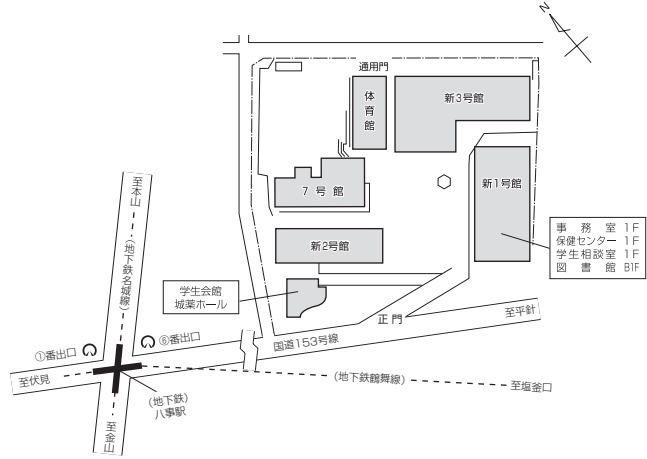 N
通用門
体育館
新3号館
7号館
新1号館
新2号館
事務室 1F
保健センター 1F
学生相談室 1F
図書館 B1F
学生会館
城薬ホール
正門
至平針
国道153号線
至本山
(地下鉄名城線)
①番出口
⑥番出口
至伏見
(地下鉄)
八事駅
(地下鉄鶴舞線)
至塩釜口
至金山